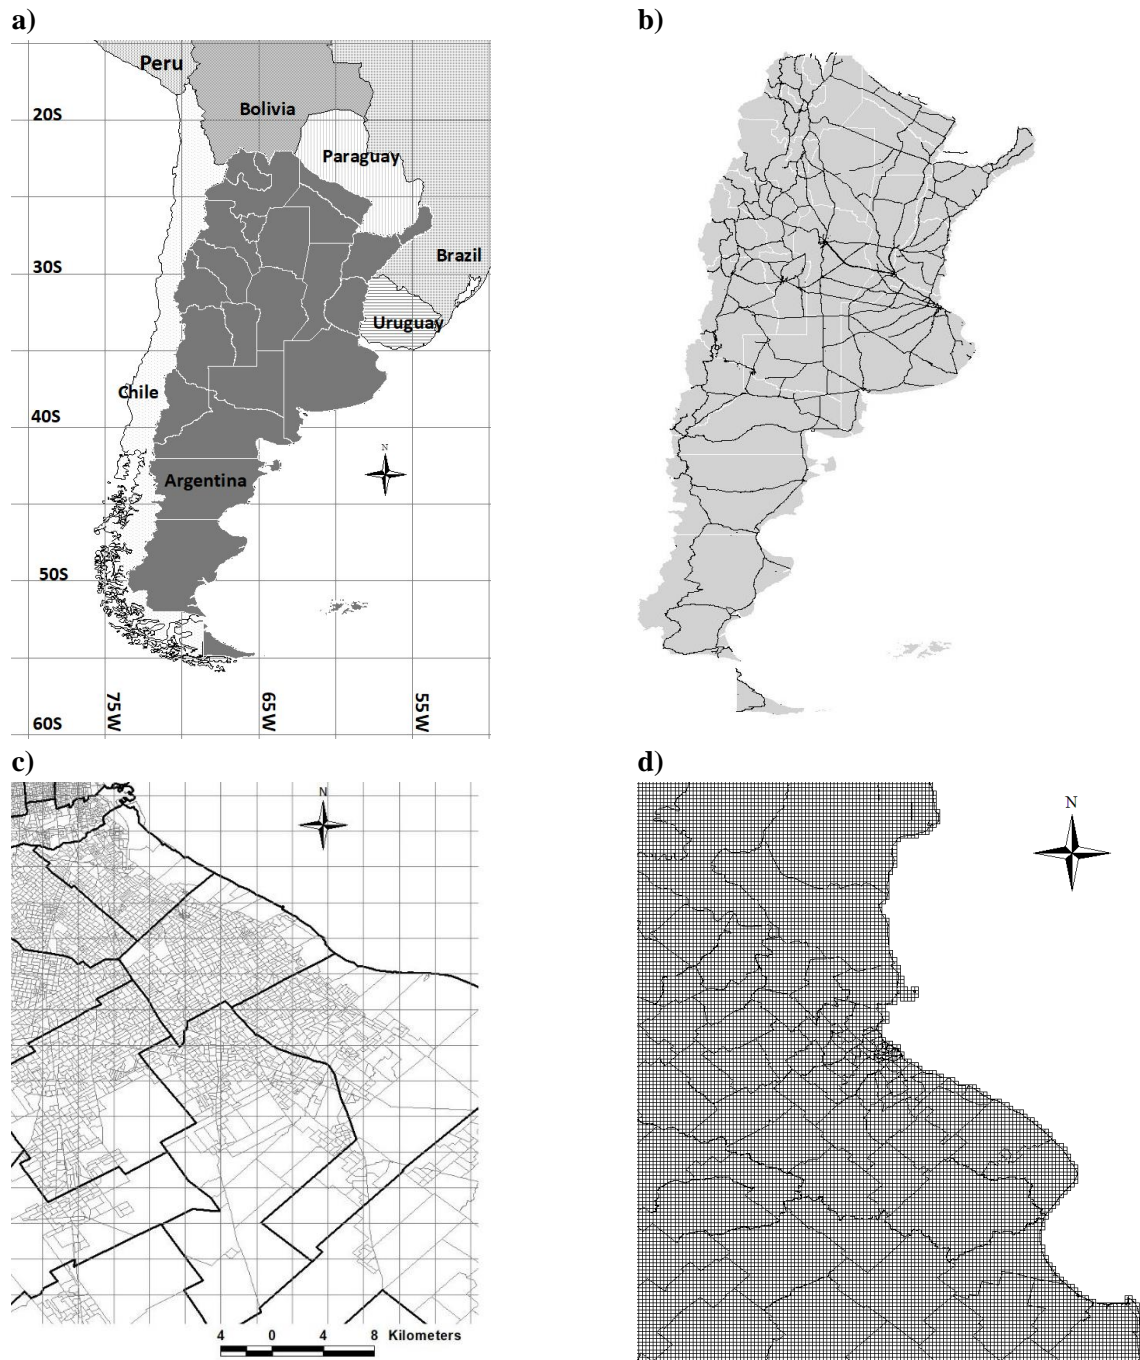 a)
b)
Peru
Bolivia
20S
Paraguay
Brazil
30S
Uruguay
Chile
40S
N
Argentina
50S
75W
65W
55W
60S
c)
d)
N
N
4 0 4 8 Kilometers